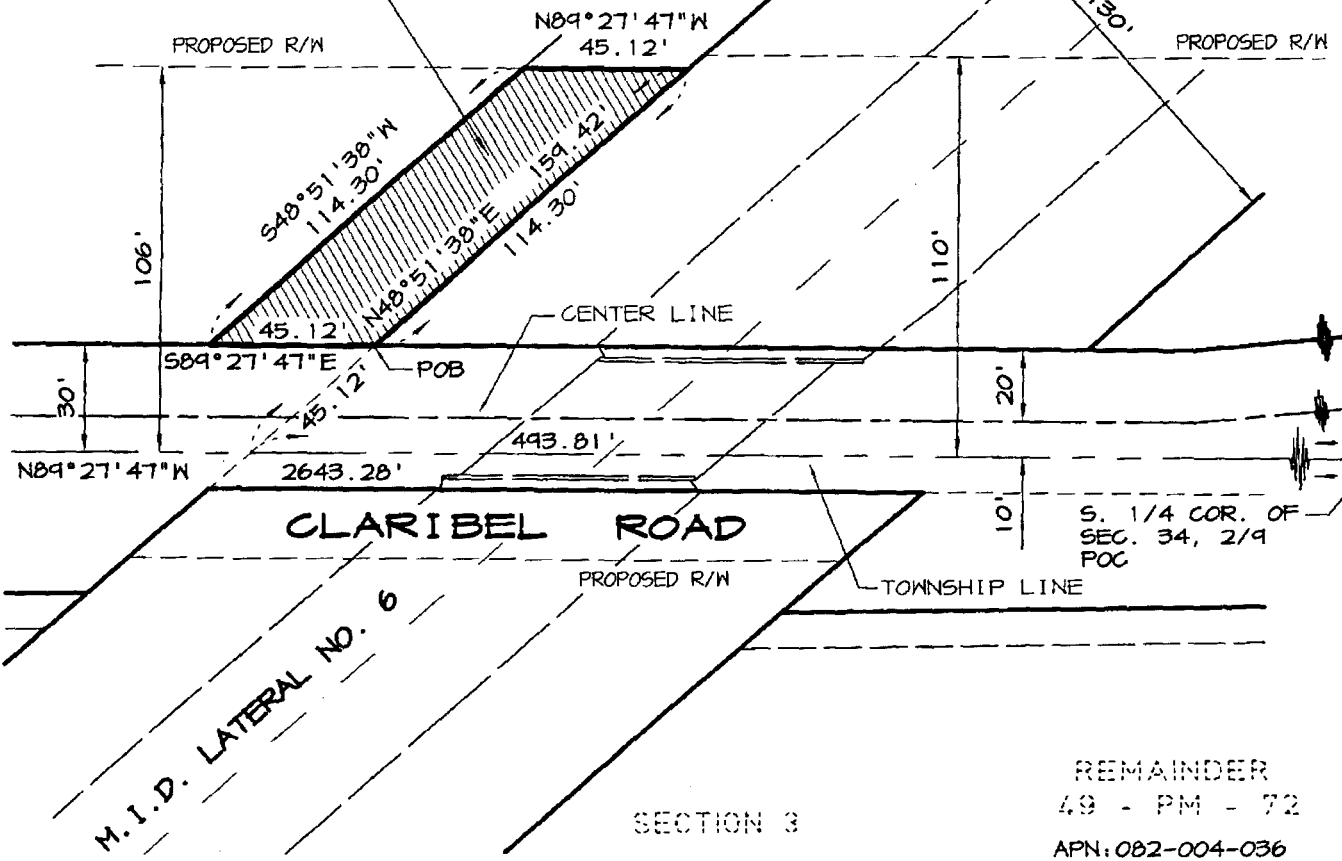 N89°27'47"W
45.12'
130'
PROPOSED R/W
PROPOSED R/W
S48°51'38"W
114.30'
N48°51'38"E 159.42'
114.30'
106'
110'
45.12'
S89°27'47"E
CENTER LINE
POB
30'
45.12'
20'
493.81'
N89°27'47"W
2643.28'
10'
CLARIBEL ROAD
S. 1/4 COR. OF
SEC. 34, 2/9
POC
PROPOSED R/W
TOWNSHIP LINE
M.I.D. LATERAL NO. 6
SECTION 3
REMAINDER
49 - PM - 72
APN: 082-004-036